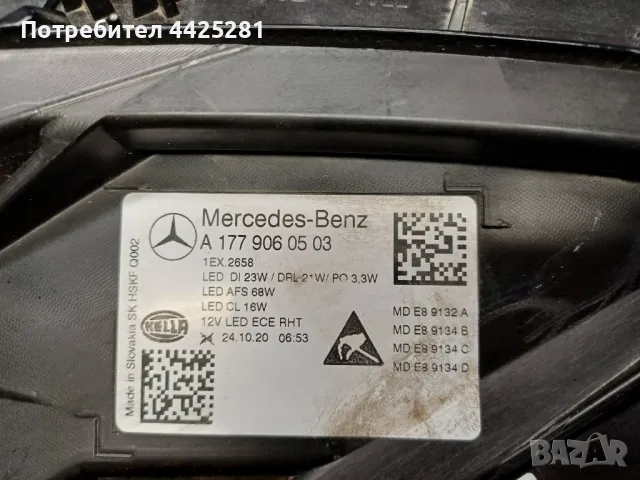 Потребител 4425281
Mercedes-Benz
A 177 906 05 03
1EX.2658
LED DI 23W / DRL 21W/ PO 3,3W
LED AFS 68W
LED CL 16W
12V LED ECE RHT
24.10.20 06:53
HELLA
Made in Slovakia SK HSKF Q002
MD E8 9132 A
MD E8 9134 B
MD E8 9134 C
MD E8 9134 D
BAZAR